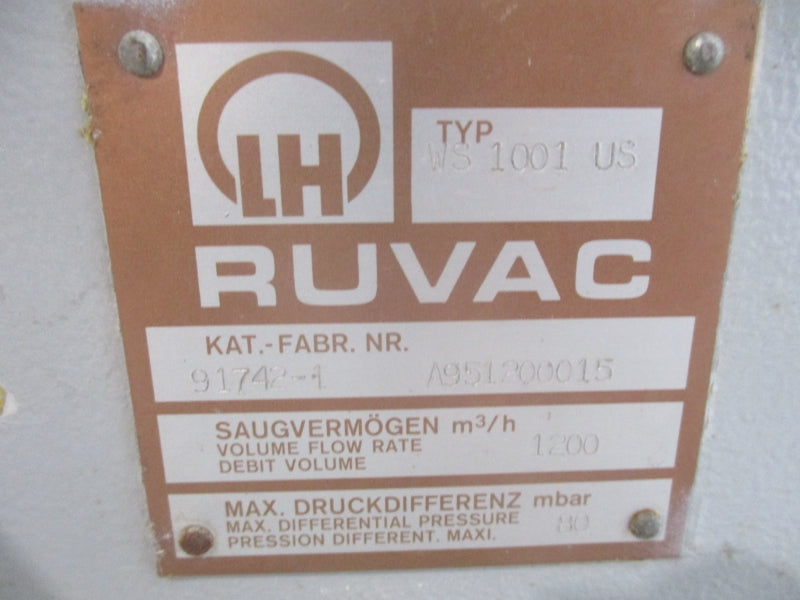 LH
TYP
WS 1001 US
RUVAC
KAT.-FABR. NR.
91742-1 A951200015
SAUGVERMÖGEN m³/h
VOLUME FLOW RATE 1200
DEBIT VOLUME
MAX. DRUCKDIFFERENZ mbar
MAX. DIFFERENTIAL PRESSURE 80
PRESSION DIFFERENT. MAXI.